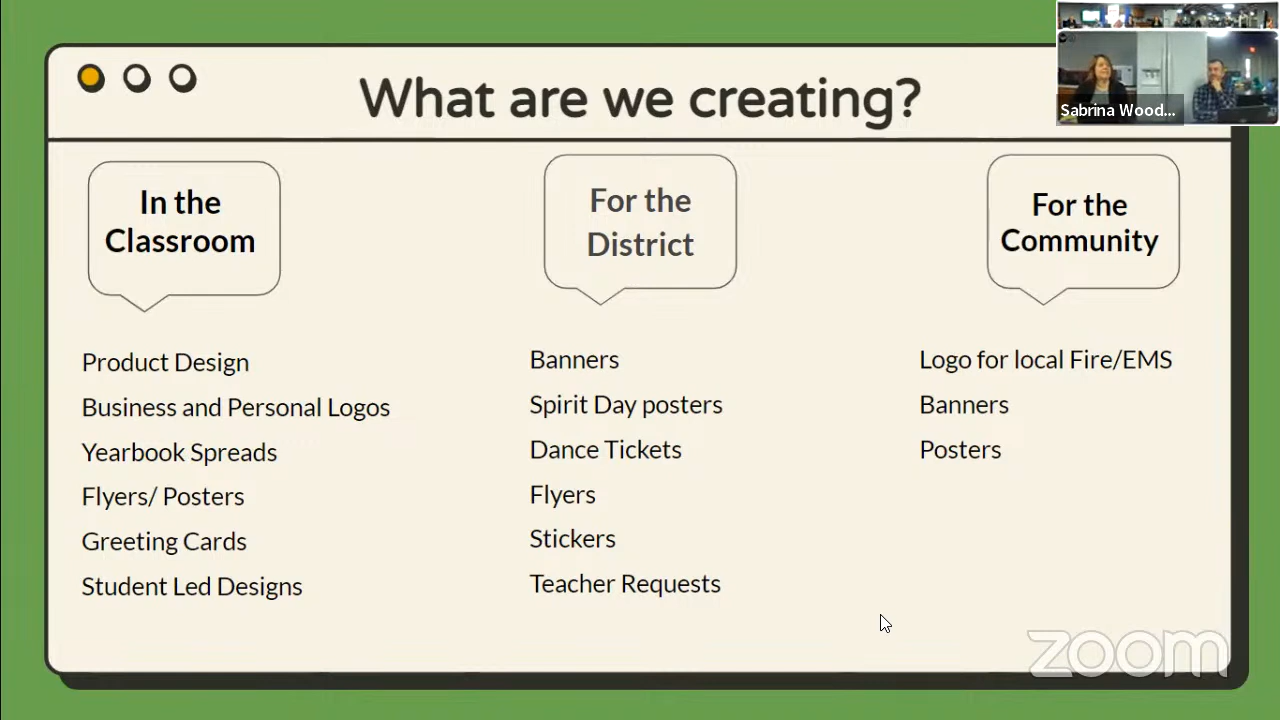 What are we creating?
Sabrina Wood...
In the
Classroom
For the
District
For the
Community
Product Design
Business and Personal Logos
Yearbook Spreads
Flyers/ Posters
Greeting Cards
Student Led Designs
Banners
Spirit Day posters
Dance Tickets
Flyers
Stickers
Teacher Requests
Logo for local Fire/EMS
Banners
Posters
zoom